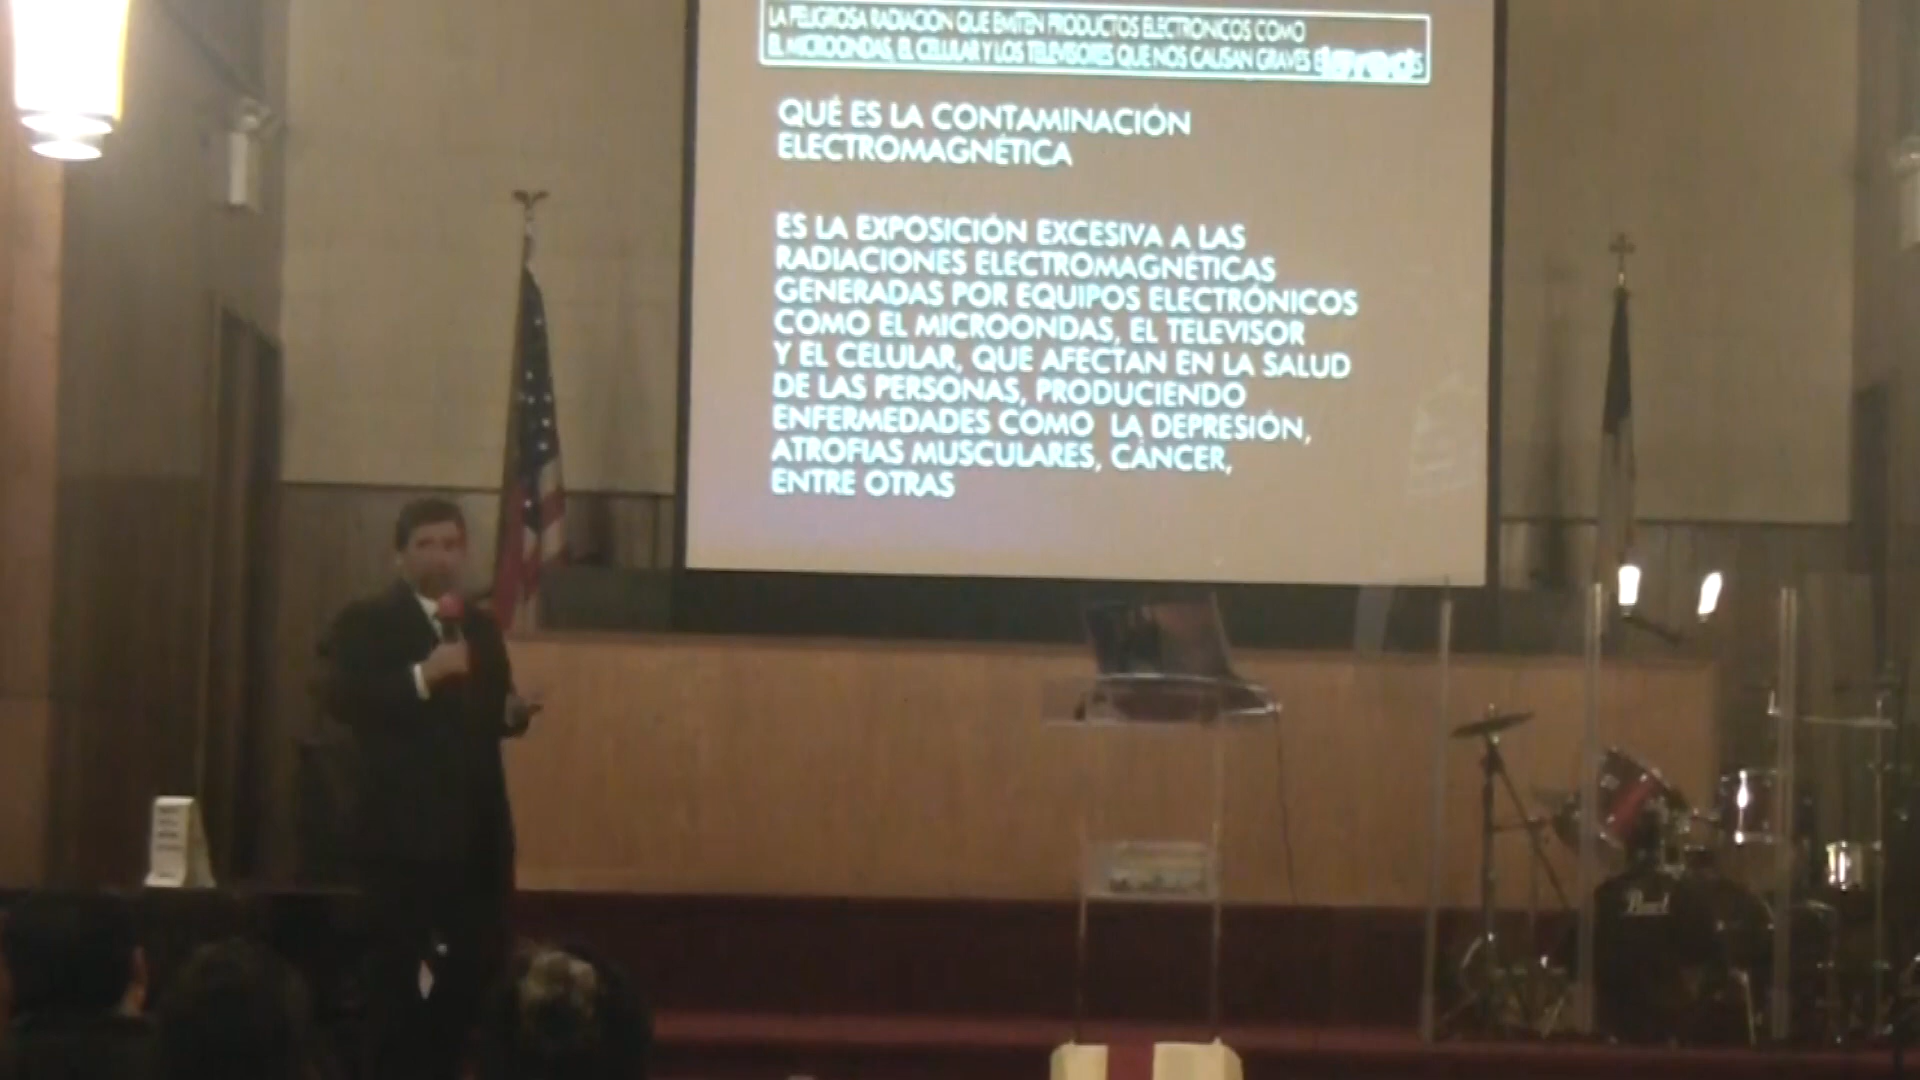 LA PELIGROSA RADIACION QUE EMITEN PRODUCTOS ELECTRONICOS COMO
EL MICROONDAS, EL CELULAR Y LOS TELEVISORES QUE NOS CAUSAN GRAVES
QUÉ ES LA CONTAMINACIÓN
ELECTROMAGNÉTICA
ES LA EXPOSICIÓN EXCESIVA A LAS
RADIACIONES ELECTROMAGNÉTICAS
GENERADAS POR EQUIPOS ELECTRÓNICOS
COMO EL MICROONDAS, EL TELEVISOR
Y EL CELULAR, QUE AFECTAN EN LA SALUD
DE LAS PERSONAS, PRODUCIENDO
ENFERMEDADES COMO LA DEPRESIÓN,
ATROFIAS MUSCULARES, CÁNCER,
ENTRE OTRAS
Pearl